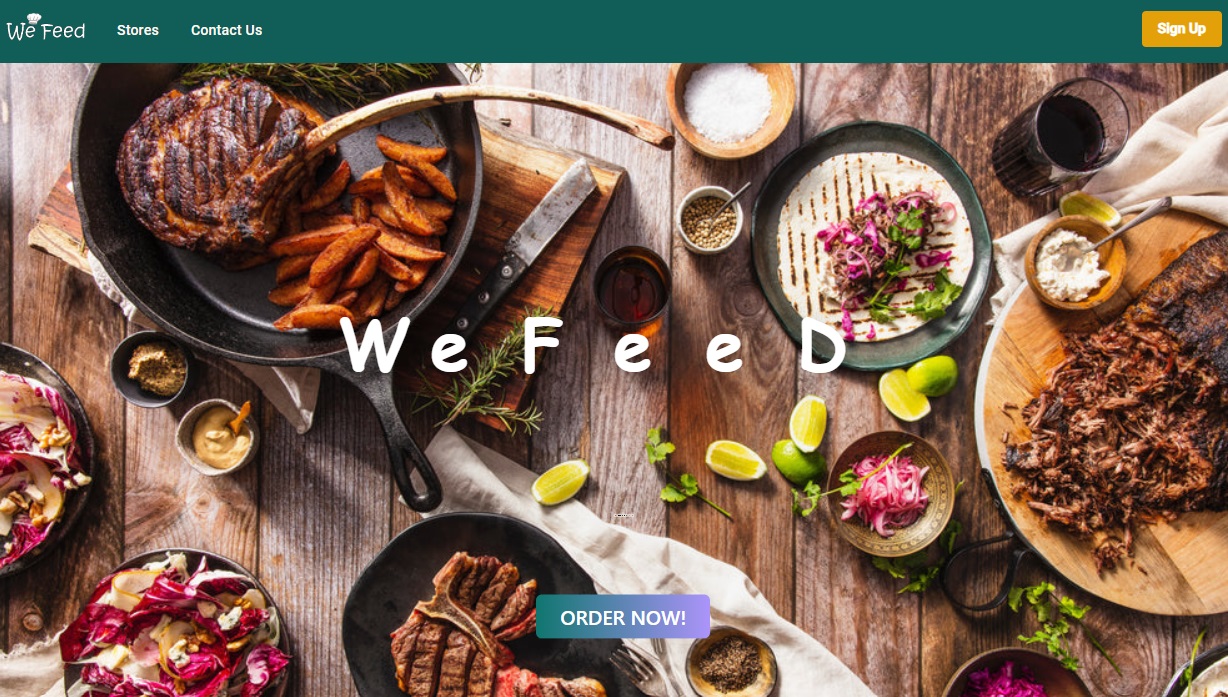 We Feed
Stores
Contact Us
Sign Up
W e F e e D
ORDER NOW!